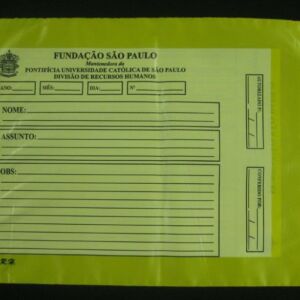 FUNDAÇÃO SÃO PAULO
Mantenedora da
PONTIFÍCIA UNIVERSIDADE CATÓLICA DE SÃO PAULO
DIVISÃO DE RECURSOS HUMANOS
ANO: MÊS: DIA: Nº
NOME:
ASSUNTO:
OBS:
AUTORIZADO P/
/ /
CONFERIDO POR:
/ /